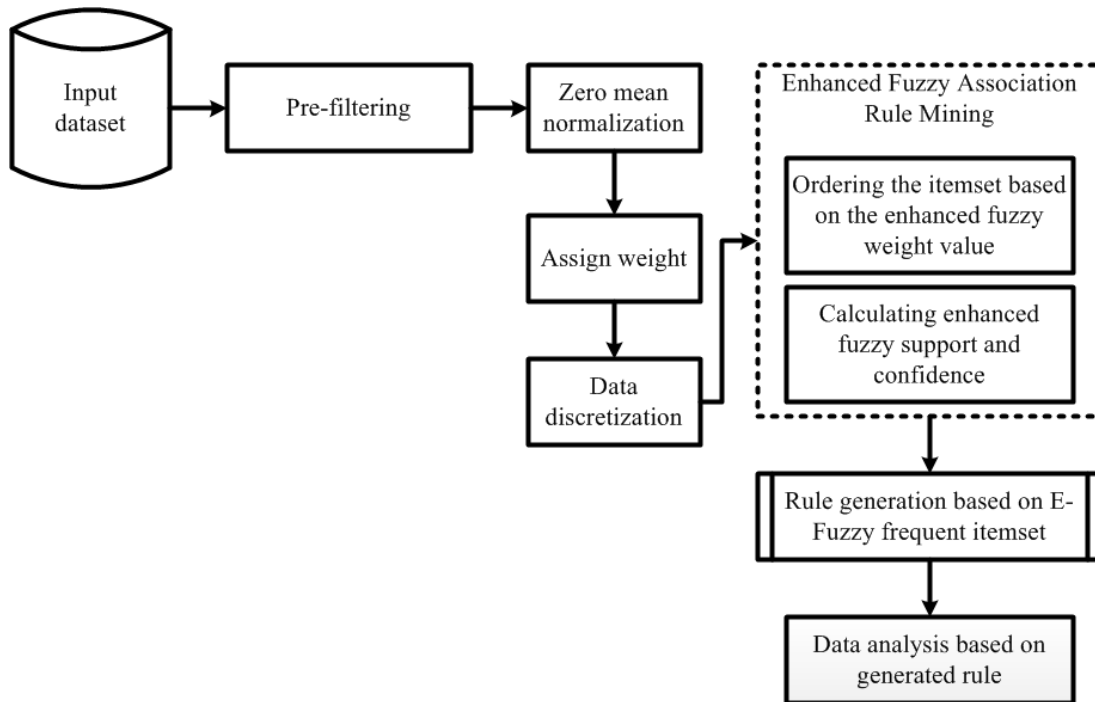 Input
dataset
Pre-filtering
Zero mean
normalization
Assign weight
Data
discretization
Enhanced Fuzzy Association
Rule Mining
Ordering the itemset based
on the enhanced fuzzy
weight value
Calculating enhanced
fuzzy support and
confidence
Rule generation based on E-
Fuzzy frequent itemset
Data analysis based on
generated rule